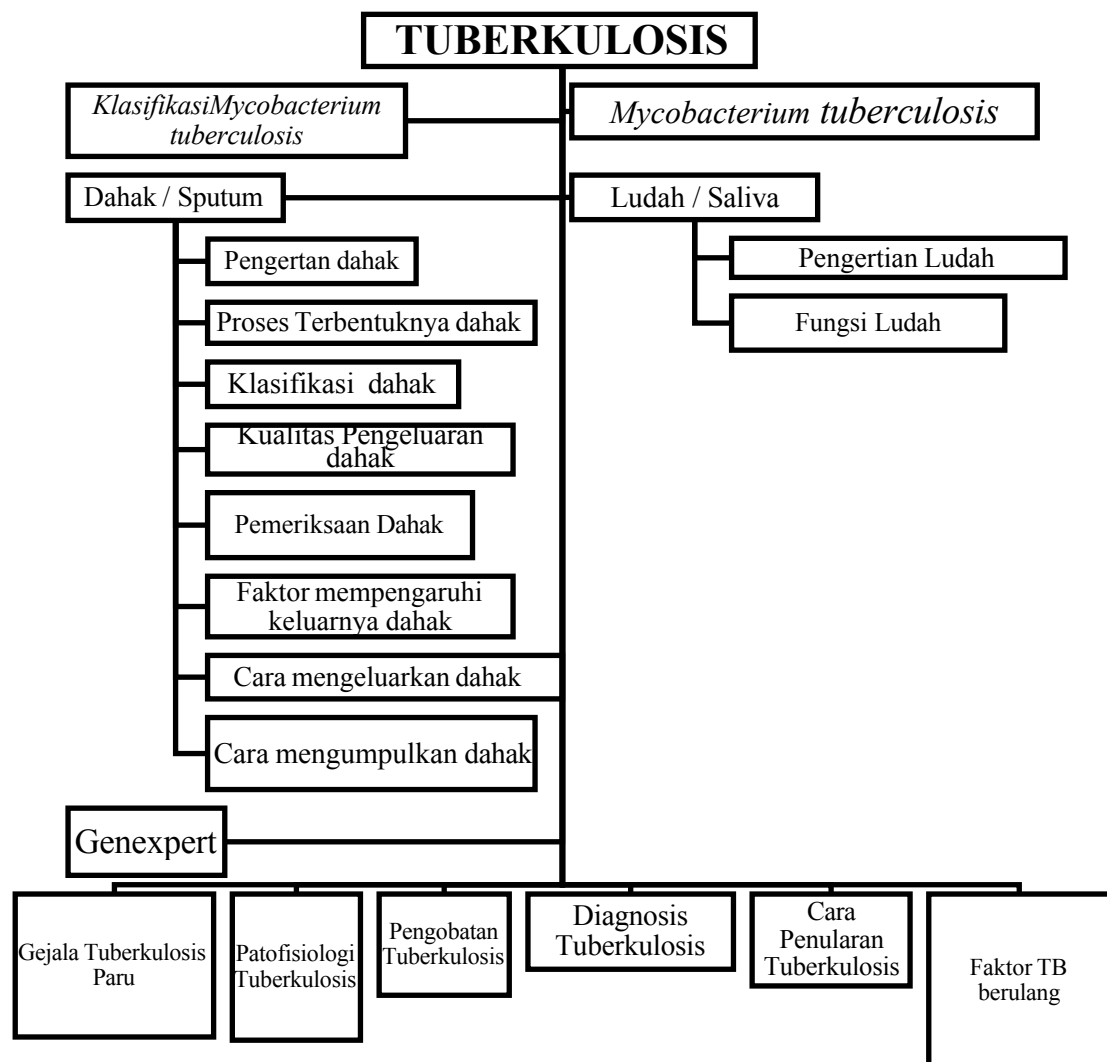 TUBERKULOSIS
KlasifikasiMycobacterium
tuberculosis
Mycobacterium tuberculosis
Dahak / Sputum
Ludah / Saliva
Pengertan dahak
Pengertian Ludah
Proses Terbentuknya dahak
Fungsi Ludah
Klasifikasi dahak
Kualitas Pengeluaran
dahak
Pemeriksaan Dahak
Faktor mempengaruhi
keluarnya dahak
Cara mengeluarkan dahak
Cara mengumpulkan dahak
Genexpert
Gejala Tuberkulosis
Paru
Patofisiologi
Tuberkulosis
Pengobatan
Tuberkulosis
Diagnosis
Tuberkulosis
Cara
Penularan
Tuberkulosis
Faktor TB
berulang